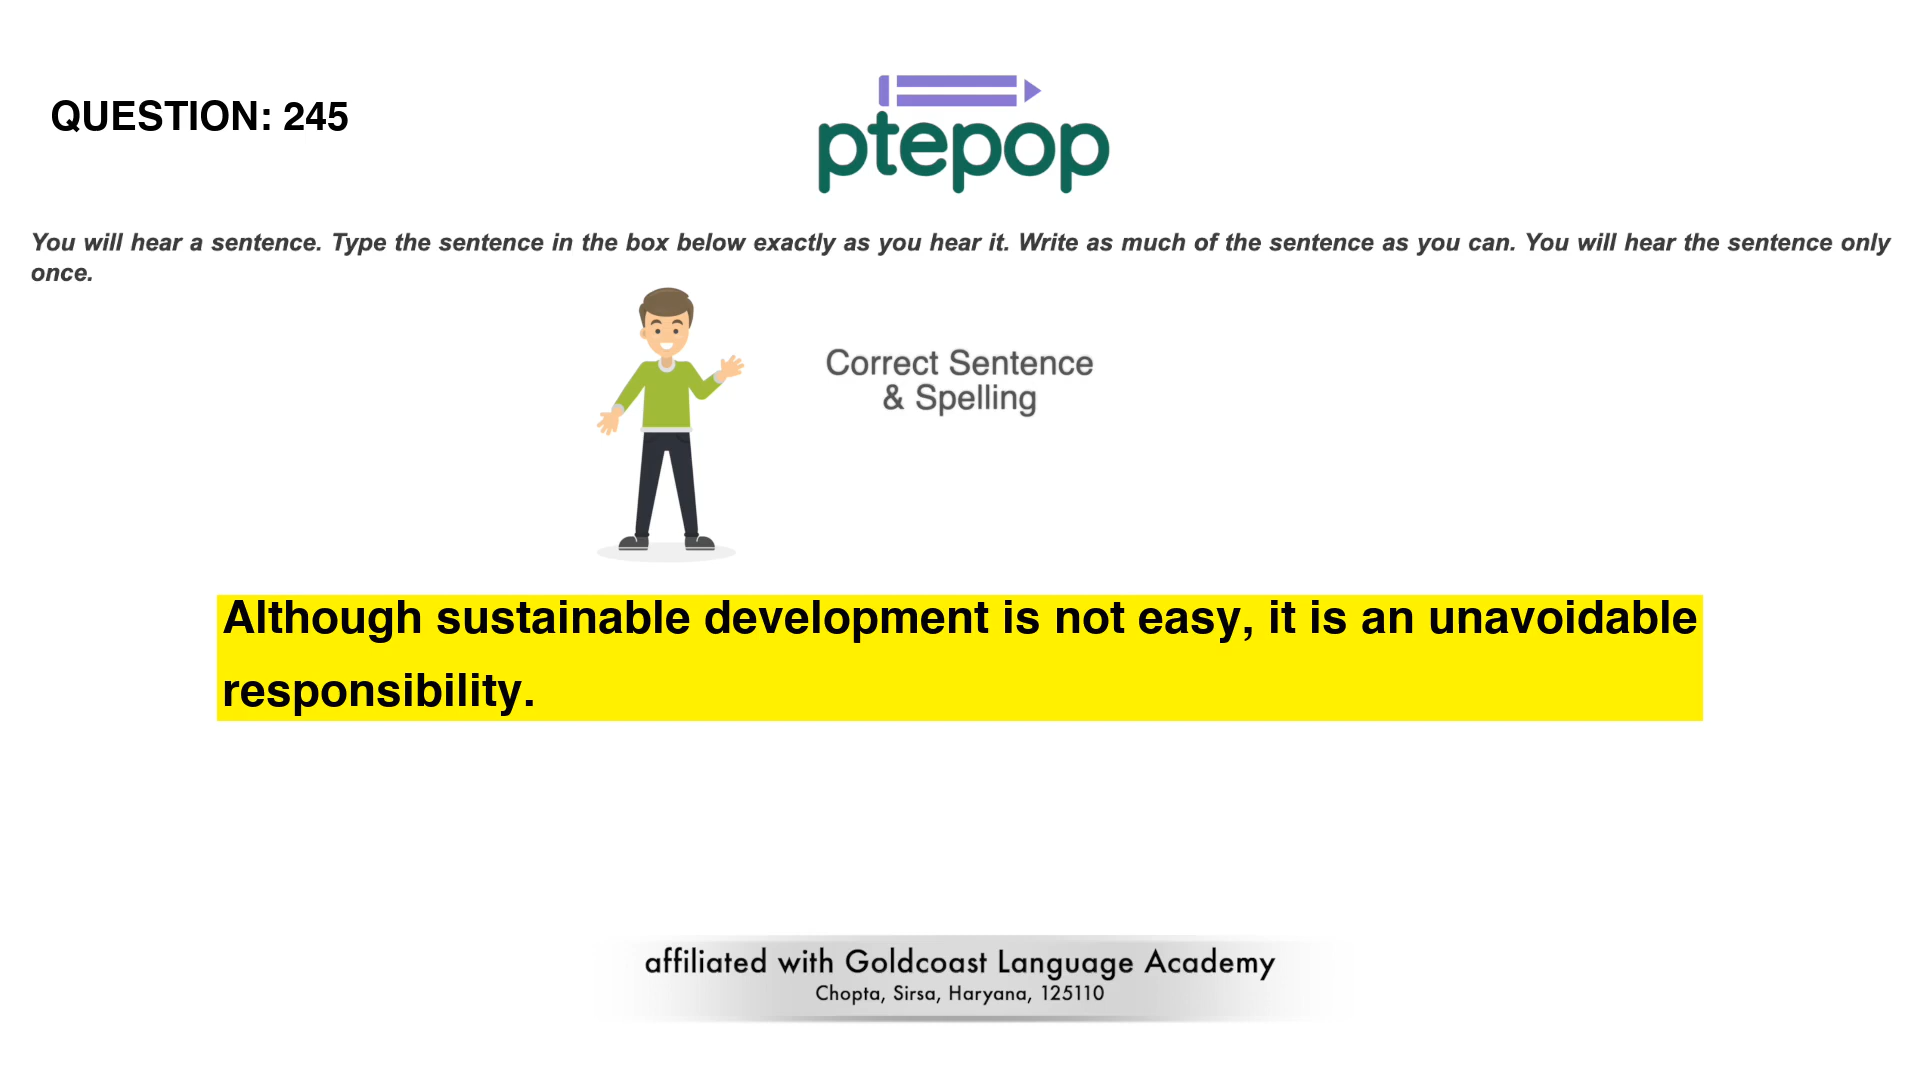 QUESTION: 245
ptepop
You will hear a sentence. Type the sentence in the box below exactly as you hear it. Write as much of the sentence as you can. You will hear the sentence only
once.
Correct Sentence
& Spelling
Although sustainable development is not easy, it is an unavoidable
responsibility.
affiliated with Goldcoast Language Academy
Chopta, Sirsa, Haryana, 125110